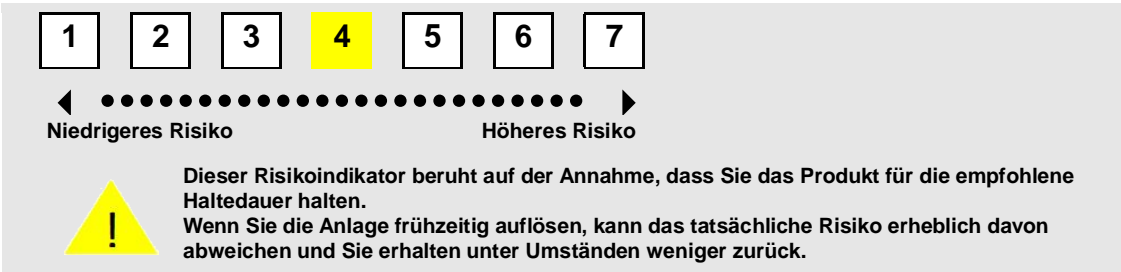 1 2 3 4 5 6 7
Niedrigeres Risiko Höheres Risiko
Dieser Risikoindikator beruht auf der Annahme, dass Sie das Produkt für die empfohlene
Haltedauer halten.
Wenn Sie die Anlage frühzeitig auflösen, kann das tatsächliche Risiko erheblich davon
abweichen und Sie erhalten unter Umständen weniger zurück.
!